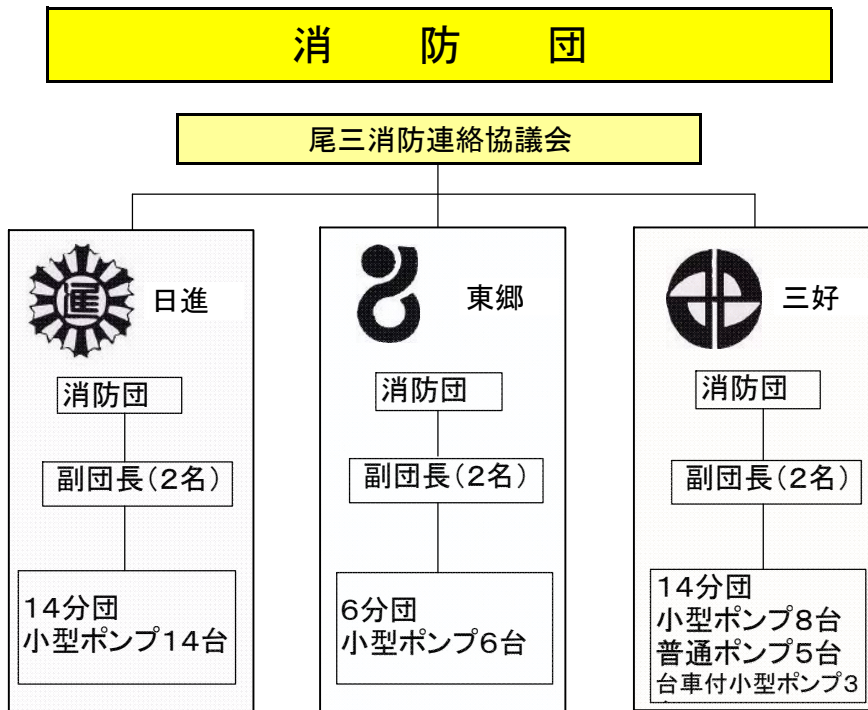 消 防 団
尾三消防連絡協議会
日進
消防団
副団長(2名)
14分団
小型ポンプ14台
東郷
消防団
副団長(2名)
6分団
小型ポンプ6台
三好
消防団
副団長(2名)
14分団
小型ポンプ8台
普通ポンプ5台
台車付小型ポンプ3